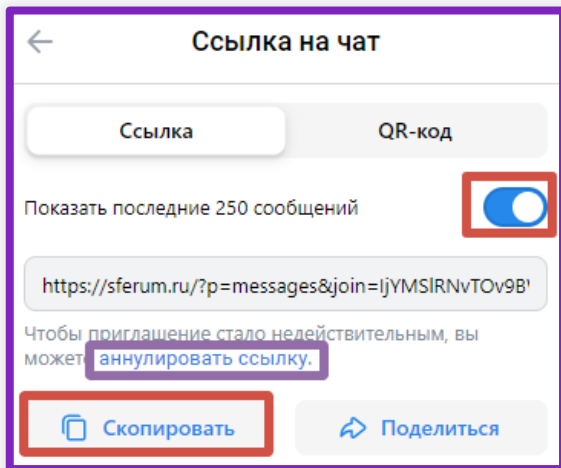 Ссылка на чат
Ссылка QR-код
Показать последние 250 сообщений
https://sferum.ru/?p=messages&join=IjYMSlRNvTOv9B
Чтобы приглашение стало недействительным, вы
может аннулировать ссылку.
Скопировать Поделиться